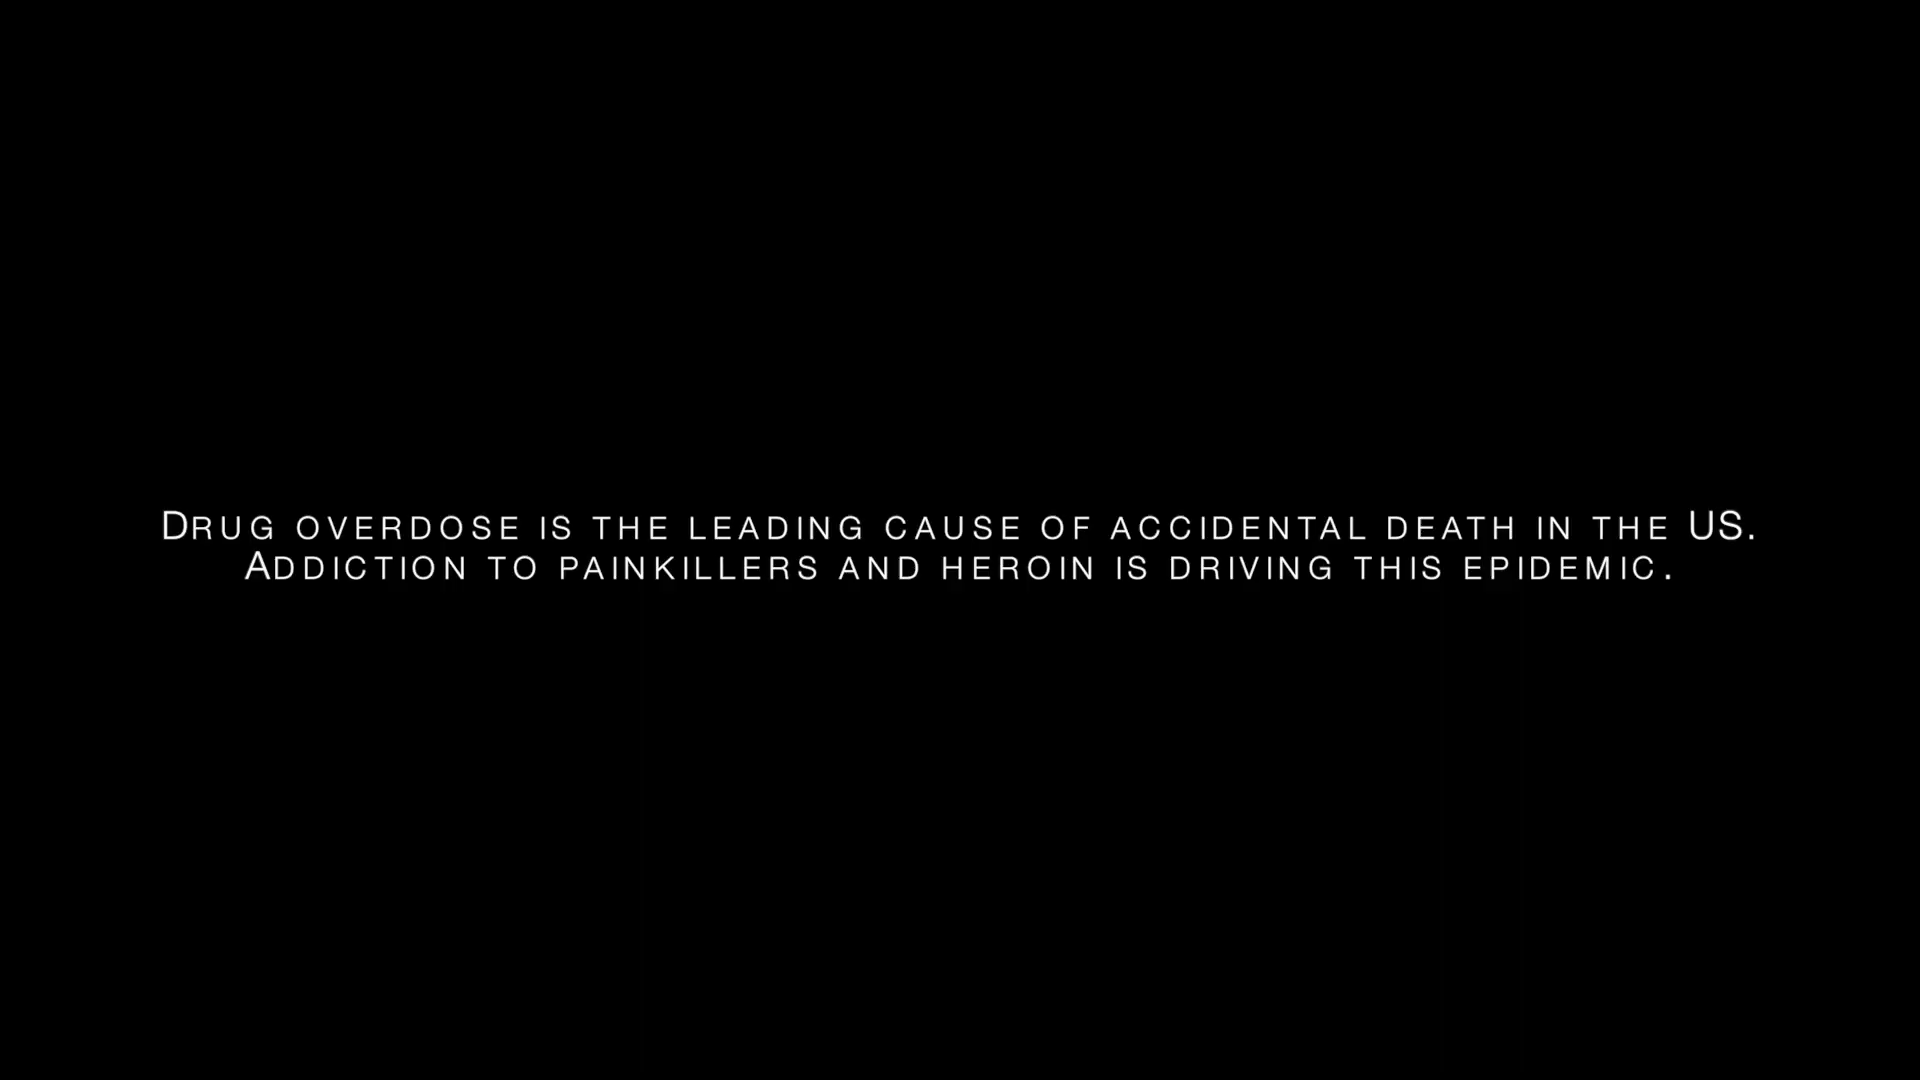 Drug overdose is the leading cause of accidental death in the US.
Addiction to painkillers and heroin is driving this epidemic.